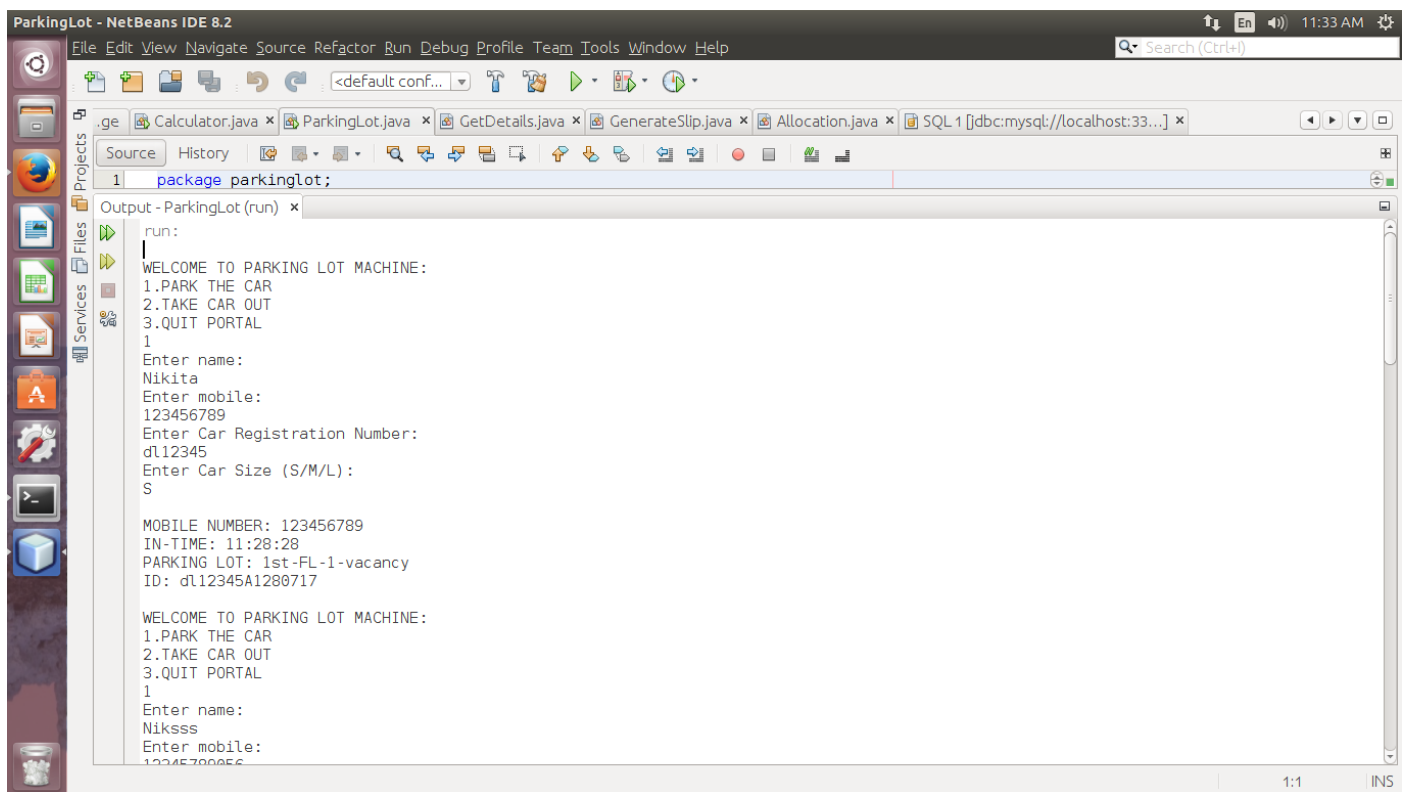 ParkingLot - NetBeans IDE 8.2
En
11:33 AM
File Edit View Navigate Source Refactor Run Debug Profile Team Tools Window Help
Search (Ctrl+I)
<default conf...
.ge
Calculator.java
ParkingLot.java
GetDetails.java
GenerateSlip.java
Allocation.java
SQL 1 [jdbc:mysql://localhost:33...]
Source
History
Projects
Files
Services
1 package parkinglot;
Output - ParkingLot (run)
run:
WELCOME TO PARKING LOT MACHINE:
1.PARK THE CAR
2.TAKE CAR OUT
3.QUIT PORTAL
1
Enter name:
Nikita
Enter mobile:
123456789
Enter Car Registration Number:
dl12345
Enter Car Size (S/M/L):
S
MOBILE NUMBER: 123456789
IN-TIME: 11:28:28
PARKING LOT: 1st-FL-1-vacancy
ID: dl12345A1280717
WELCOME TO PARKING LOT MACHINE:
1.PARK THE CAR
2.TAKE CAR OUT
3.QUIT PORTAL
1
Enter name:
Niksss
Enter mobile:
1:1
INS